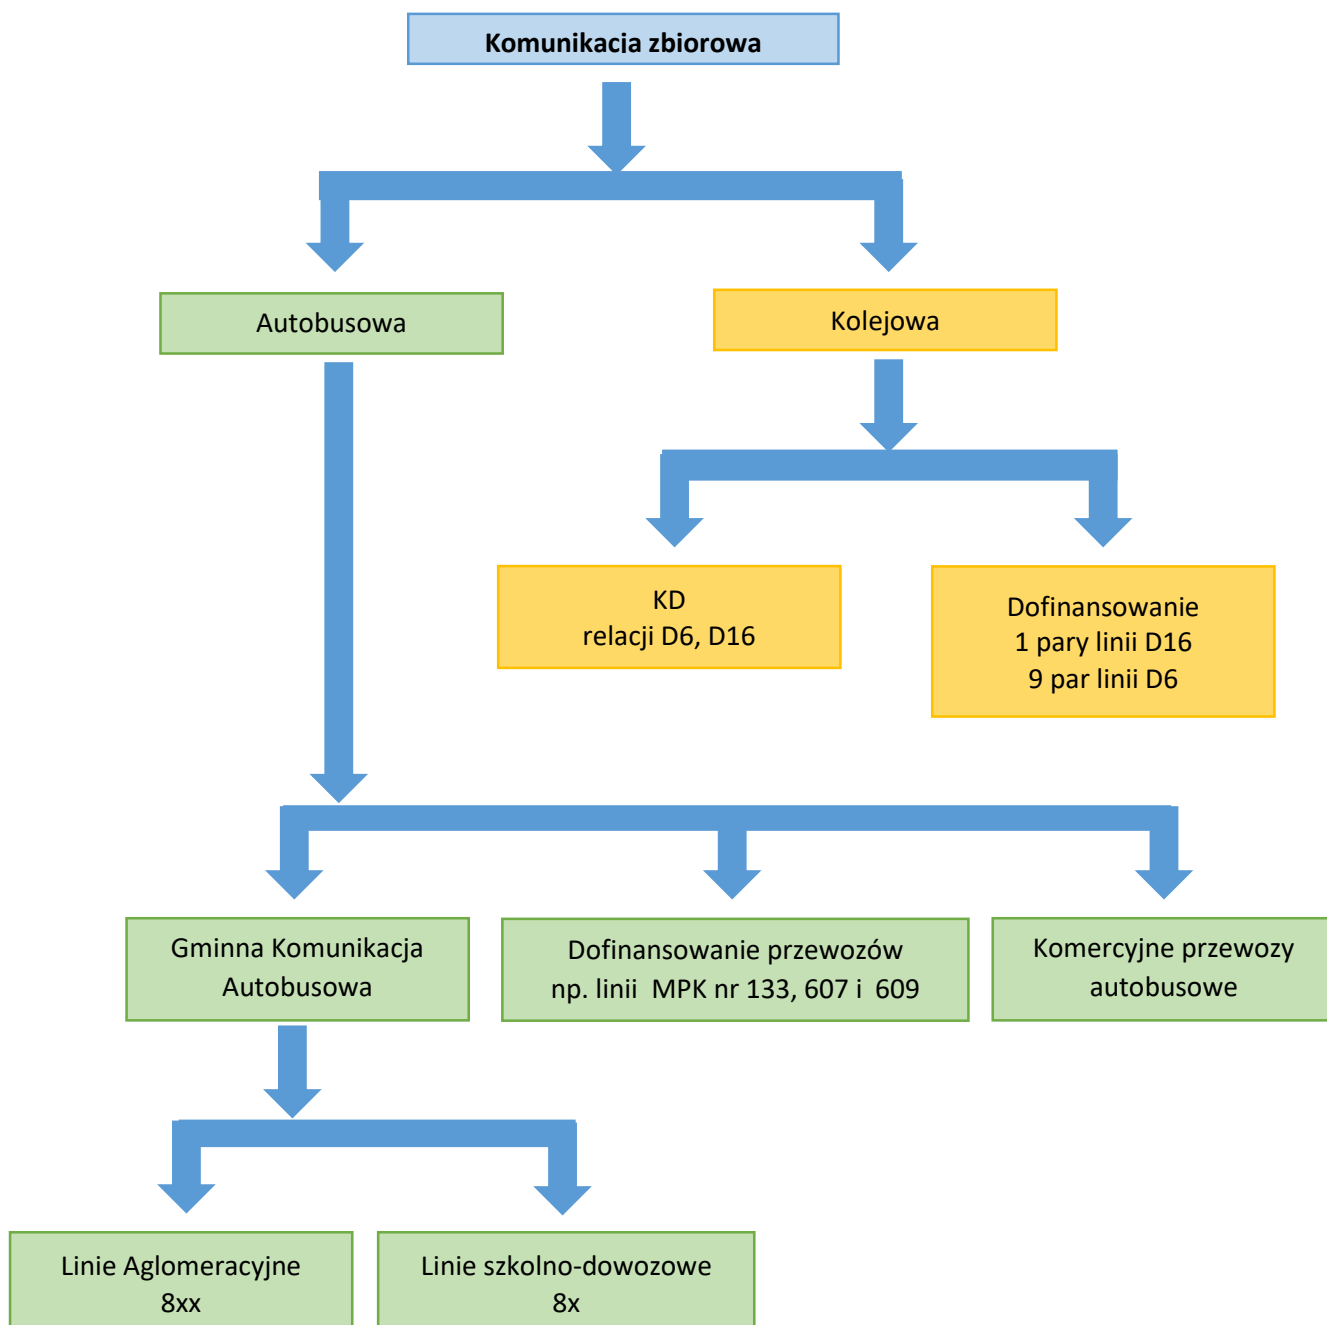 Komunikacja zbiorowa
Autobusowa
Kolejowa
KD
relacji D6, D16
Dofinansowanie
1 pary linii D16
9 par linii D6
Gminna Komunikacja
Autobusowa
Dofinansowanie przewozów
np. linii MPK nr 133, 607 i 609
Komercyjne przewozy
autobusowe
Linie Aglomeracyjne
8xx
Linie szkolno-dowozowe
8x